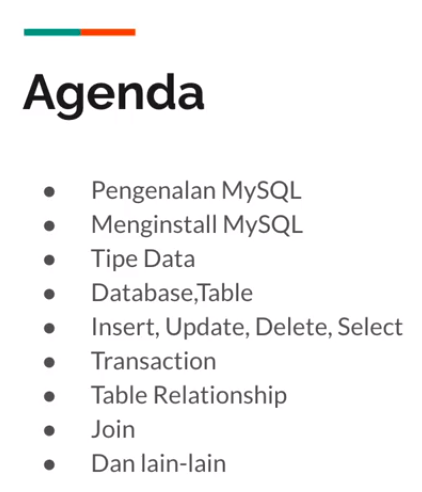 Agenda
● Pengenalan MySQL
● Menginstall MySQL
● Tipe Data
● Database,Table
● Insert, Update, Delete, Select
● Transaction
● Table Relationship
● Join
● Dan lain-lain